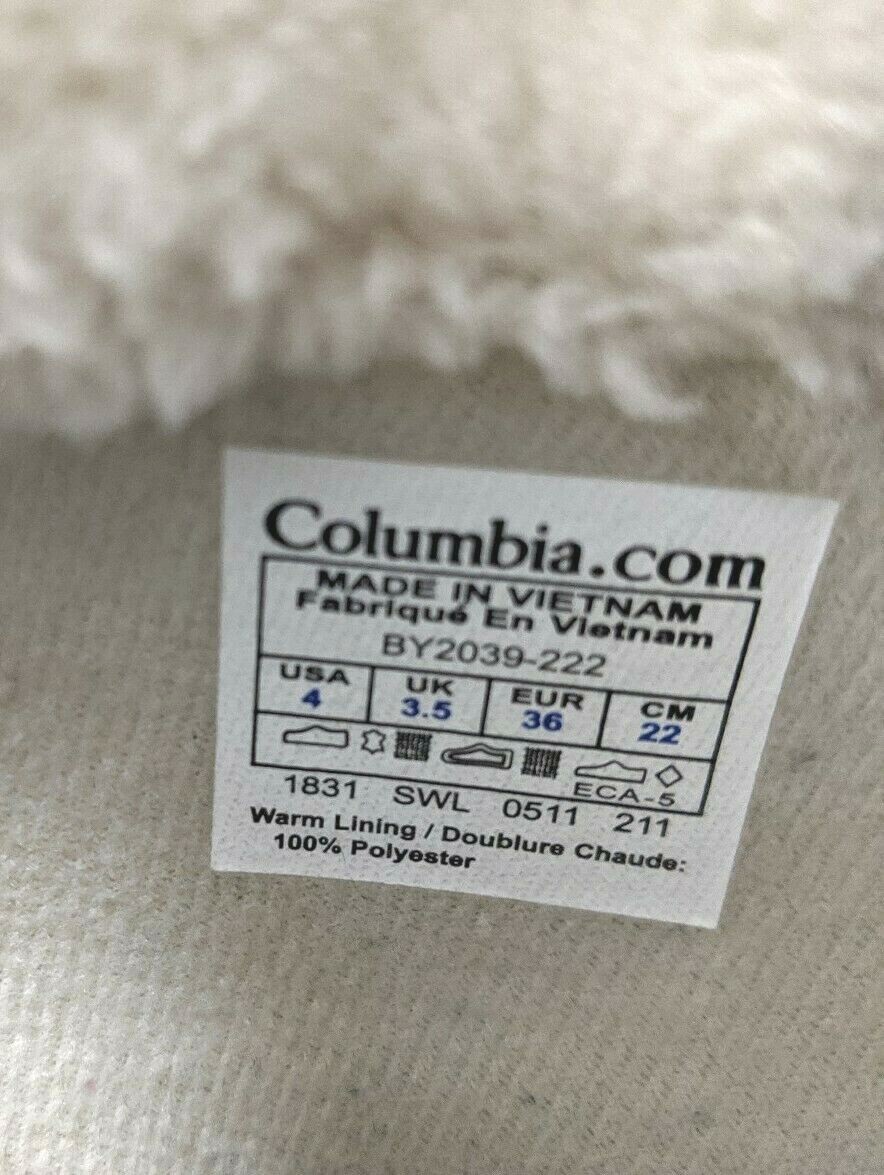 Columbia.com
MADE IN VIETNAM
Fabriqué En Vietnam
BY2039-222
USA UK EUR CM
4 3.5 36 22
ECA-5
1831 SWL 0511 211
Warm Lining / Doublure Chaude:
100% Polyester